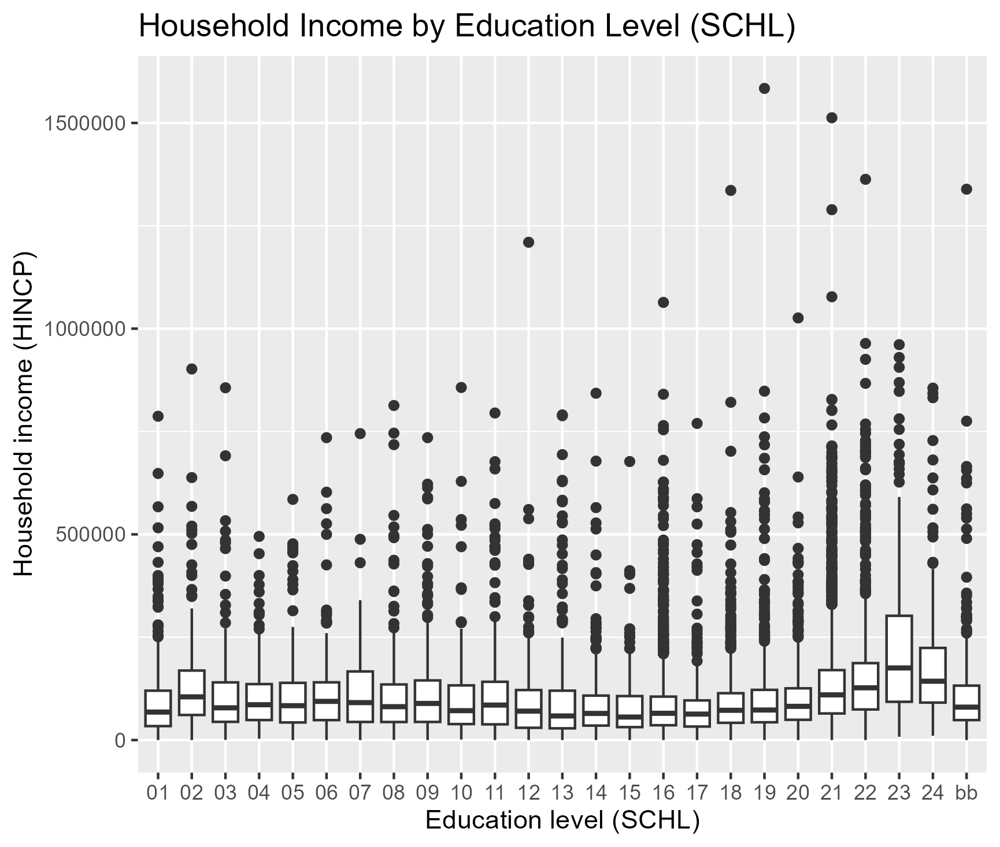 Household Income by Education Level (SCHL)
Household income (HINCP)
1500000
1000000
500000
0
01 02 03 04 05 06 07 08 09 10 11 12 13 14 15 16 17 18 19 20 21 22 23 24 bb
Education level (SCHL)